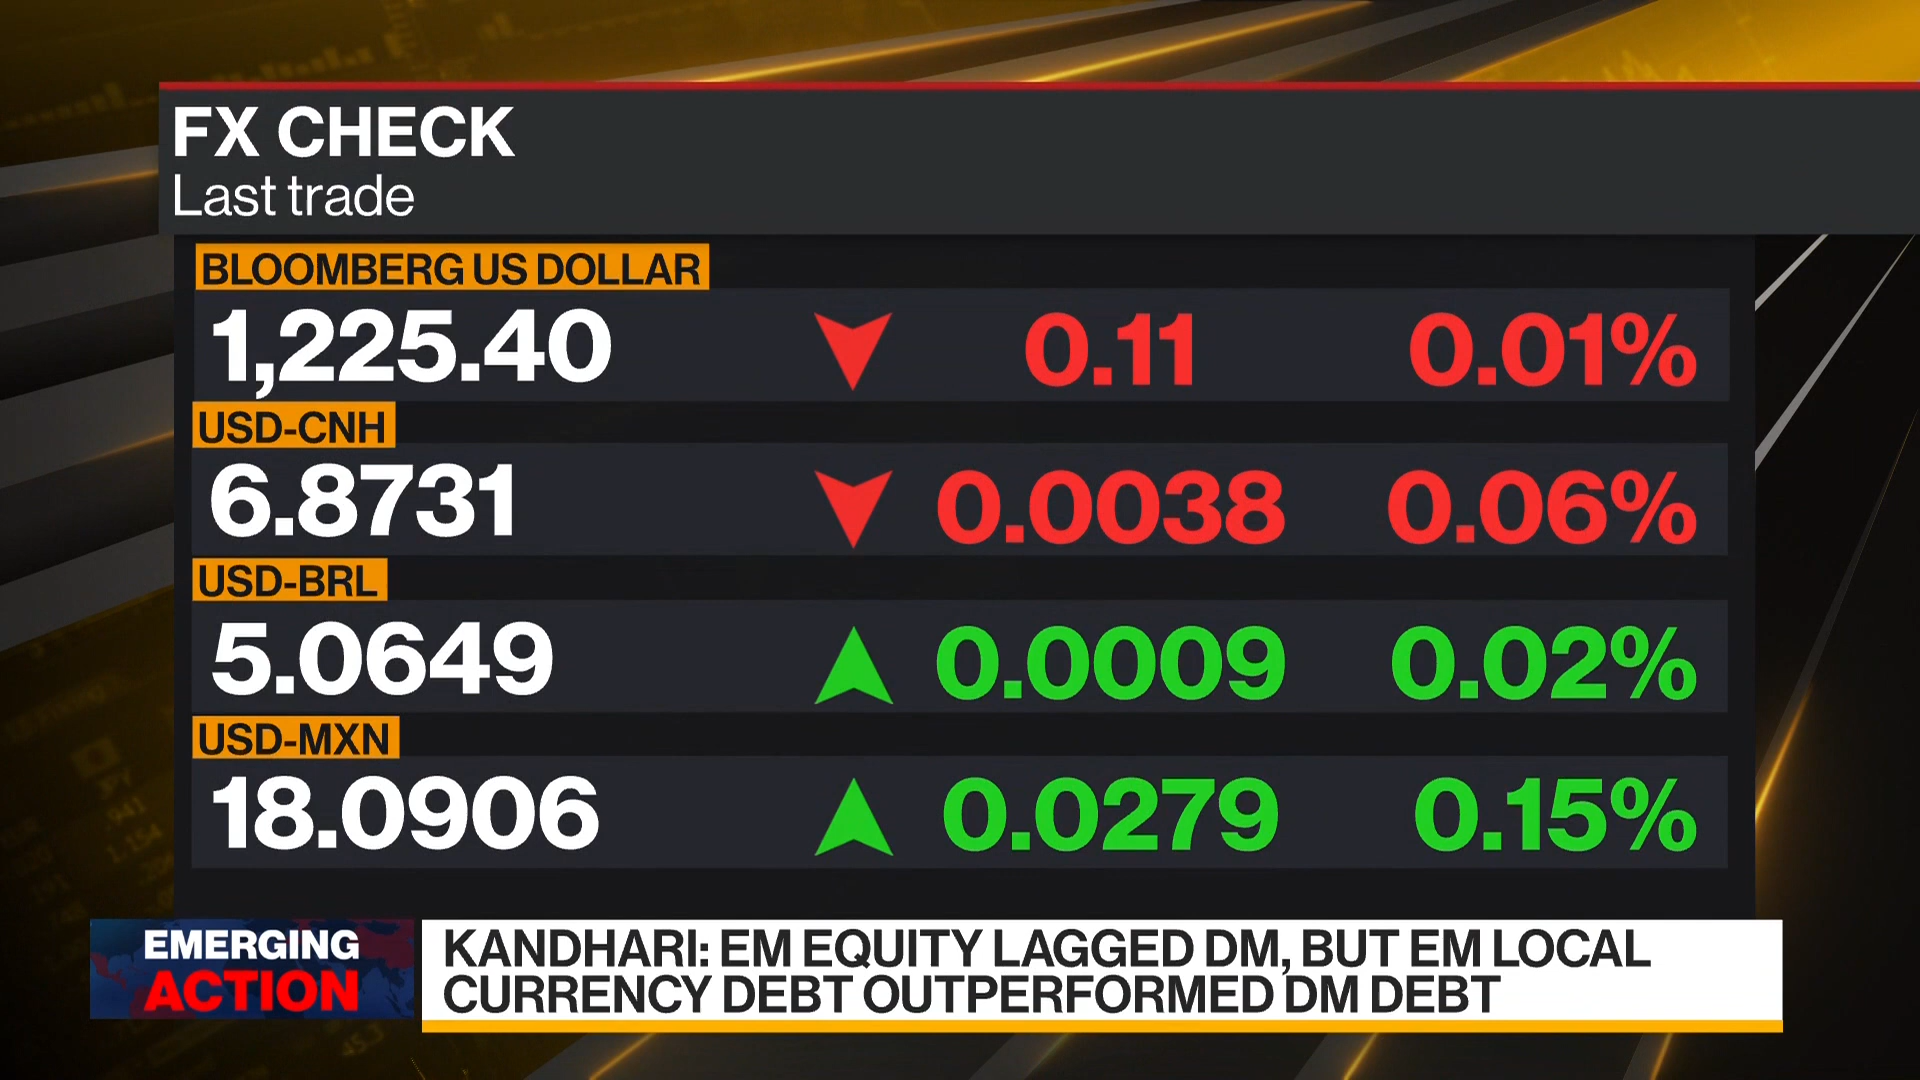 FX CHECK
Last trade
BLOOMBERG US DOLLAR
1,225.40 0.11 0.01%
USD-CNH
6.8731 0.0038 0.06%
USD-BRL
5.0649 0.0009 0.02%
USD-MXN
18.0906 0.0279 0.15%
EMERGING
ACTION
KANDHARI: EM EQUITY LAGGED DM, BUT EM LOCAL
CURRENCY DEBT OUTPERFORMED DM DEBT